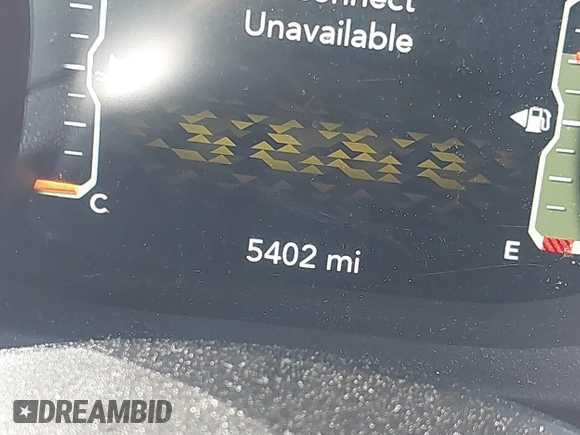 Unavailable
C
5402 mi
E
DREAMBID